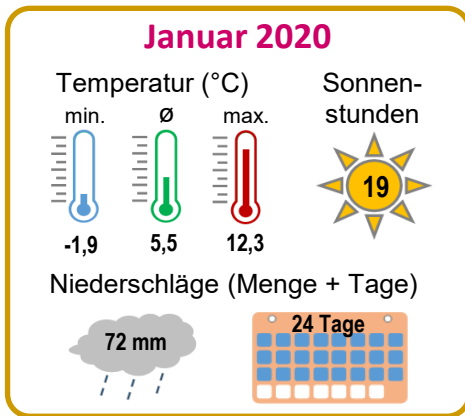 Januar 2020
Temperatur (°C)
min. ø max.
-1,9 5,5 12,3
Sonnen-
stunden
19
Niederschläge (Menge + Tage)
72 mm
24 Tage